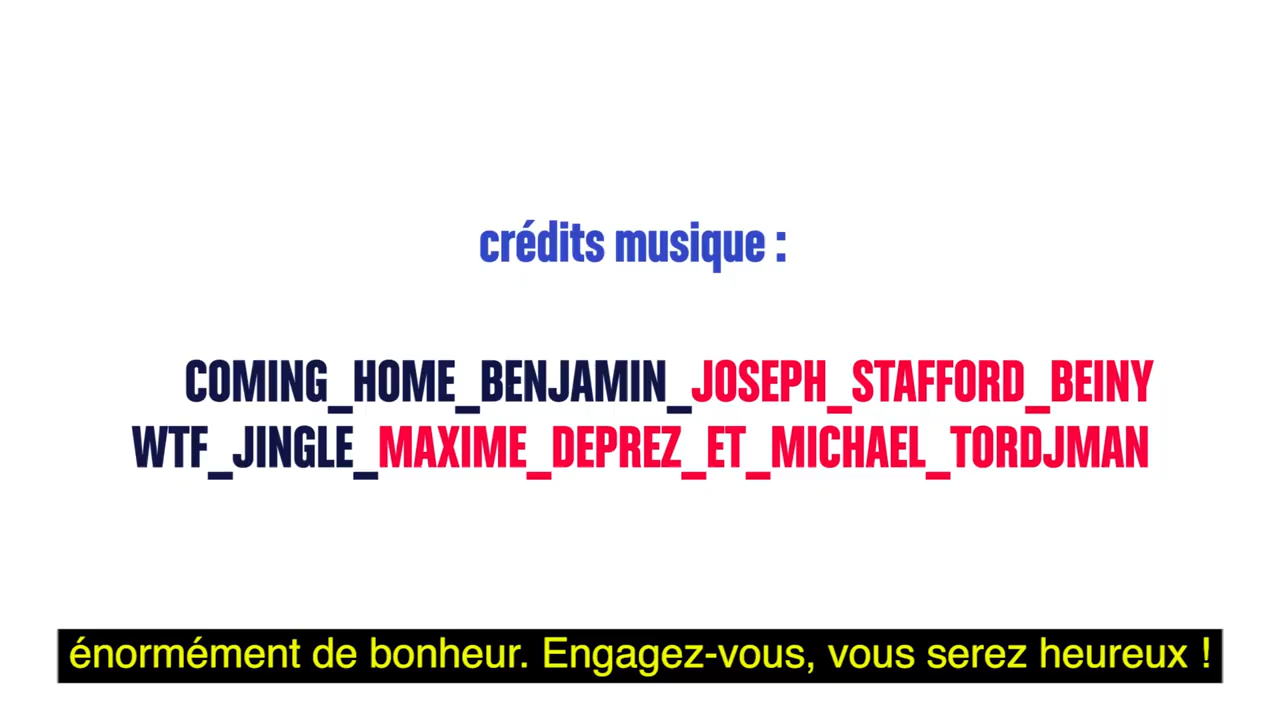 crédits musique :
COMING_HOME_BENJAMIN_JOSEPH_STAFFORD_BEINY
WTF_JINGLE_MAXIME_DEPREZ_ET_MICHAEL_TORDJMAN
énormément de bonheur. Engagez-vous, vous serez heureux !